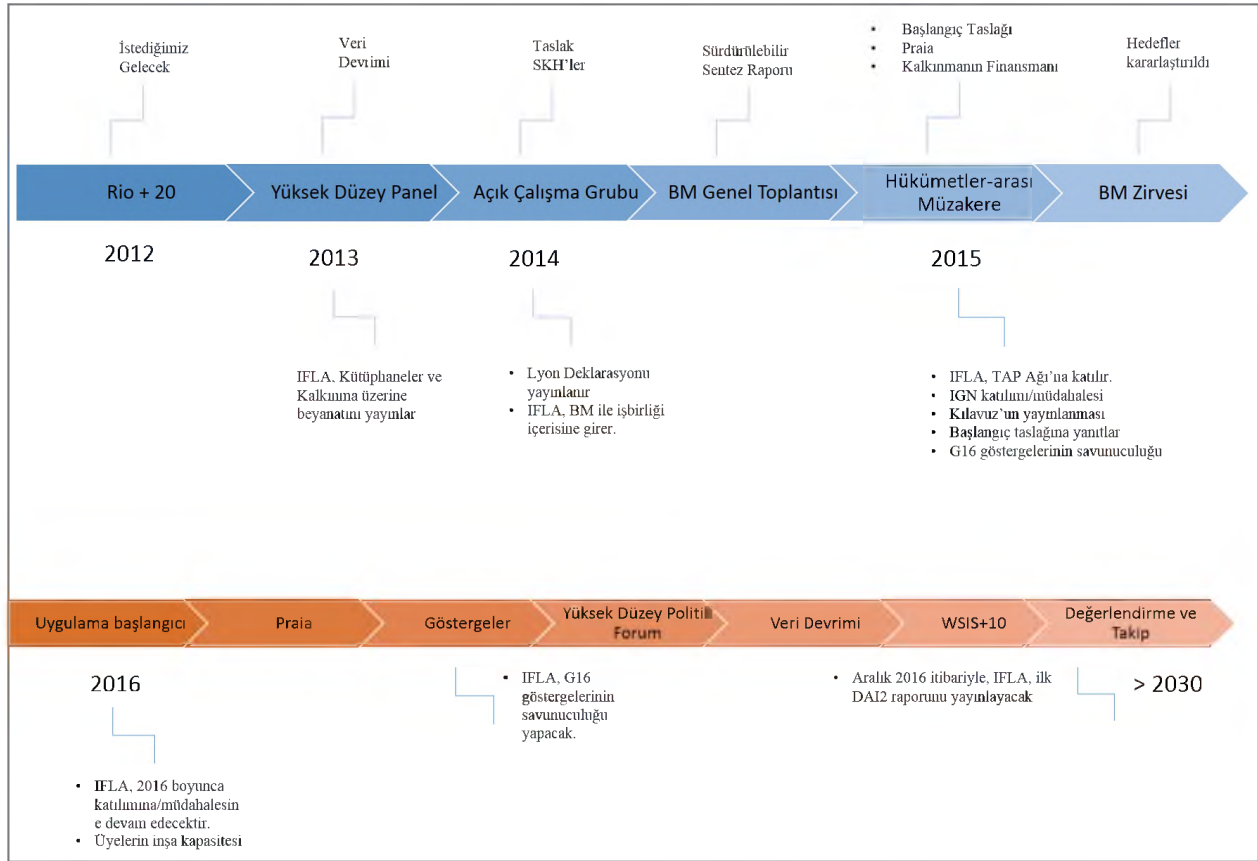 İstediğimiz
Gelecek
Veri
Devrimi
Taslak
SKH'ler
Sürdürülebilir
Sentez Raporu
• Başlangıç Taslağı
• Praia
• Kalkınmanın Finansmanı
Hedefler
kararlaştırıldı
Rio + 20
Yüksek Düzey Panel
Açık Çalışma Grubu
BM Genel Toplantısı
Hükümetler-arası
Müzakere
BM Zirvesi
2012
2013
2014
2015
IFLA, Kütüphaneler ve
Kalkınma üzerine
beyanatını yayınlar
• Lyon Deklarasyonu
yayınlanır
• IFLA, BM ile işbirliği
içerisine girer.
• IFLA, TAP Ağı'na katılır.
• IGN katılımı/müdahalesi
• Kılavuz'un yayınlanması
• Başlangıç taslağına yanıtlar
• G16 göstergelerinin savunuculuğu
Uygulama başlangıcı
Praia
Göstergeler
Yüksek Düzey Politik
Forum
Veri Devrimi
WSIS+10
Değerlendirme ve
Takip
2016
• IFLA, G16
göstergelerinin
savunuculuğu
yapacak.
• Aralık 2016 itibariyle, IFLA, ilk
DAI2 raporunu yayınlayacak
> 2030
• IFLA, 2016 boyunca
katılımına/müdahalesin
e devam edecektir.
• Üyelerin inşa kapasitesi